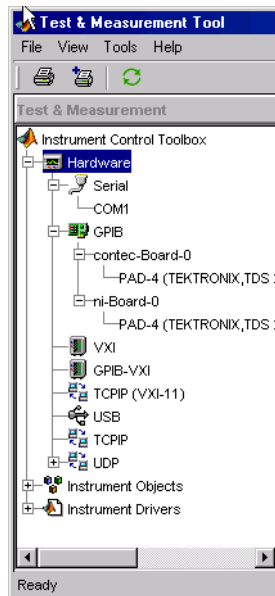 Test & Measurement Tool
File View Tools Help
Test & Measurement
Instrument Control Toolbox
Hardware
Serial
COM1
GPIB
contec-Board-0
PAD-4 (TEKTRONIX,TDS
ni-Board-0
PAD-4 (TEKTRONIX,TDS
VXI
GPIB-VXI
TCPIP (VXI-11)
USB
TCPIP
UDP
Instrument Objects
Instrument Drivers
Ready